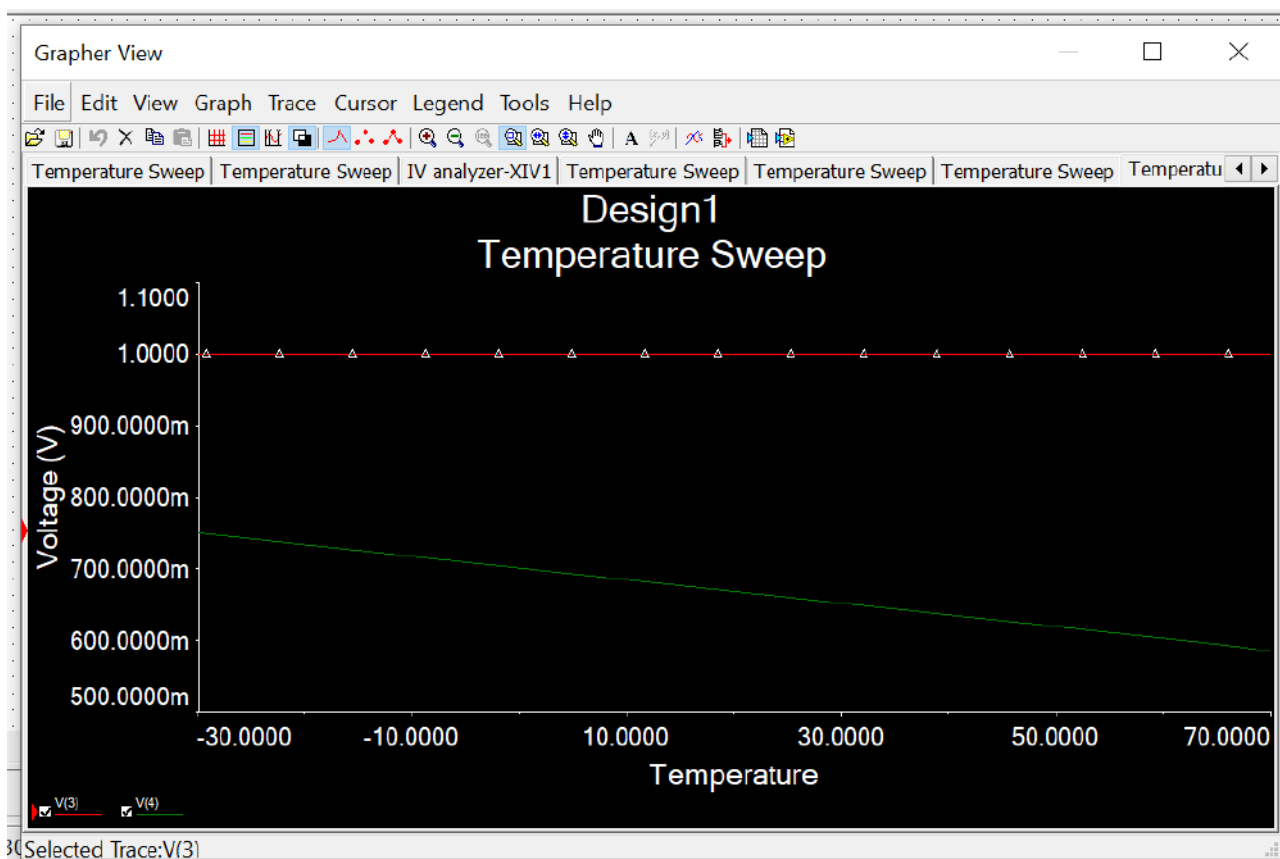 Grapher View
File Edit View Graph Trace Cursor Legend Tools Help
A (x,y)
Temperature Sweep Temperature Sweep IV analyzer-XIV1 Temperature Sweep Temperature Sweep Temperature Sweep Temperatu
Design1
Temperature Sweep
1.1000
1.0000
900.0000m
800.0000m
700.0000m
600.0000m
500.0000m
Voltage (V)
-30.0000 -10.0000 10.0000 30.0000 50.0000 70.0000
Temperature
V(3) V(4)
Selected Trace:V(3)